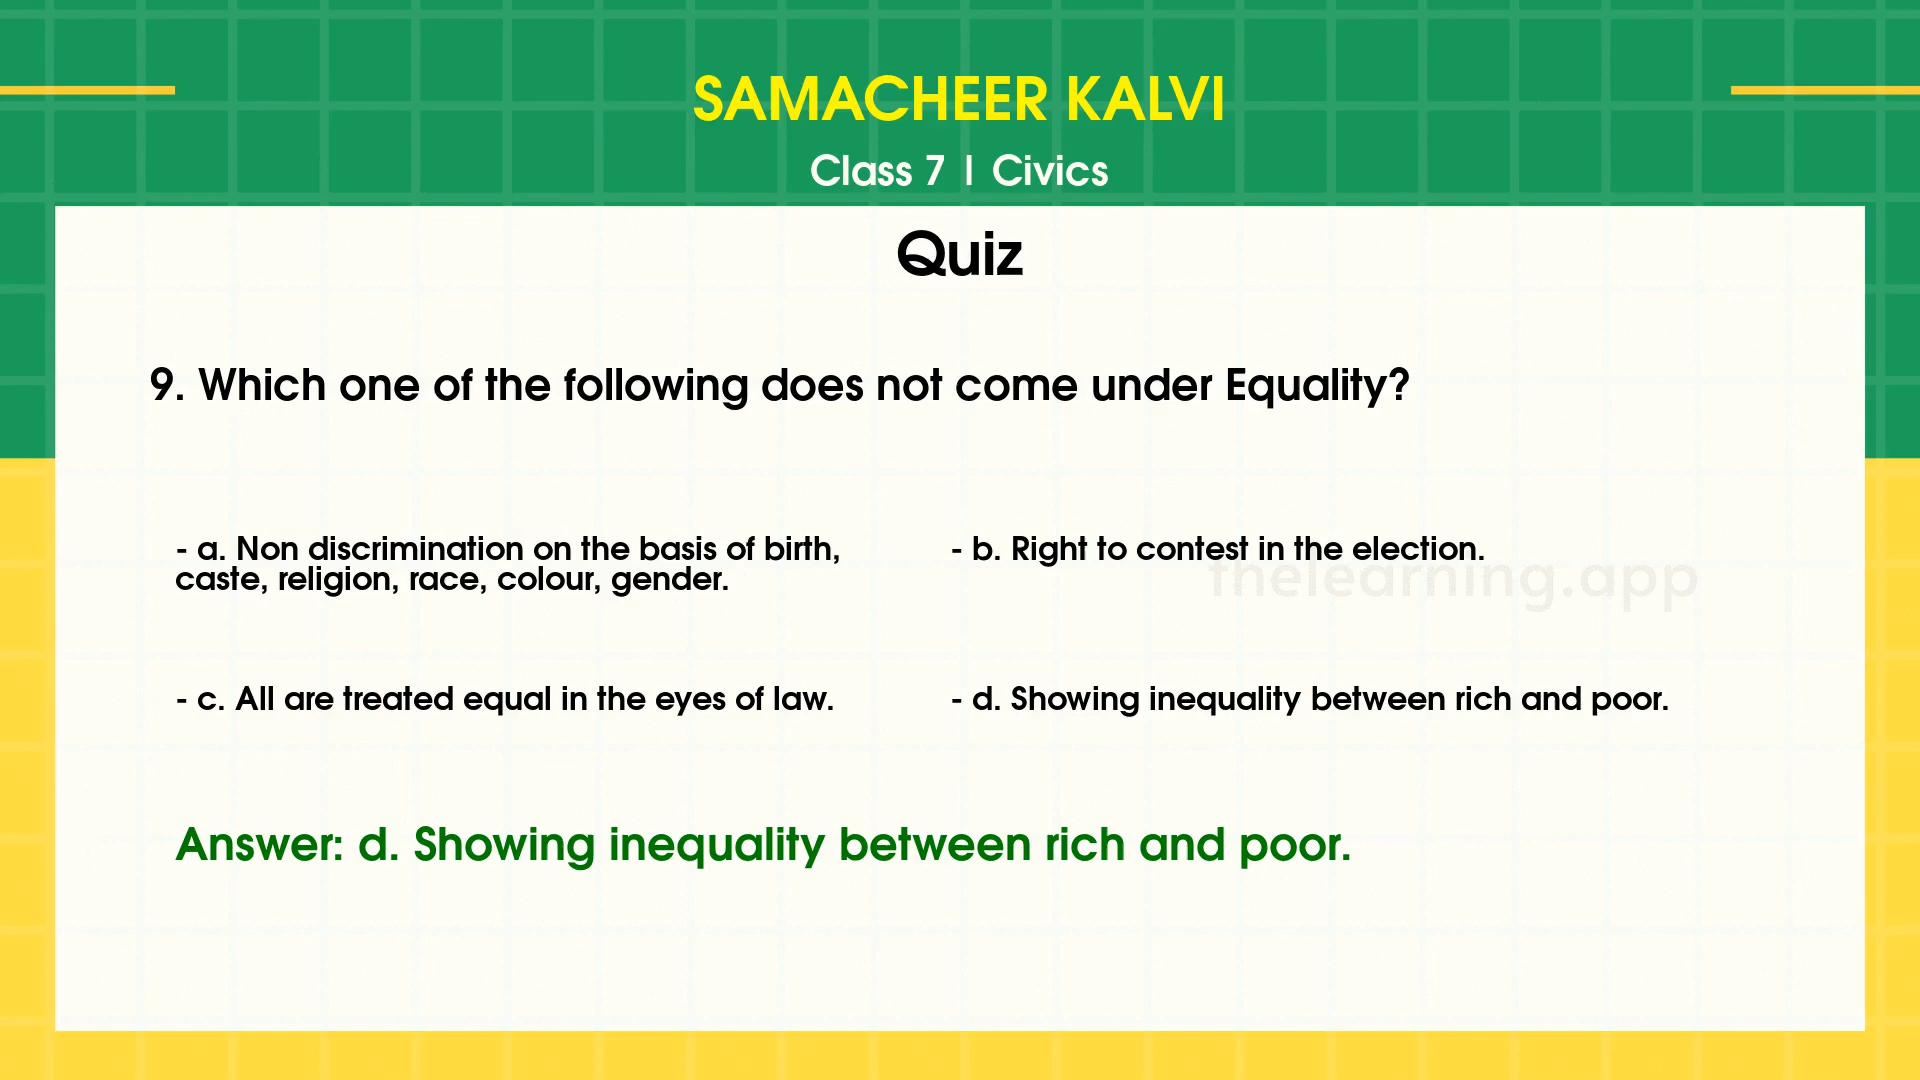 SAMACHEER KALVI
Class 7 | Civics
Quiz
9. Which one of the following does not come under Equality?
- a. Non discrimination on the basis of birth,
caste, religion, race, colour, gender.
- b. Right to contest in the election.
thelearning.app
- c. All are treated equal in the eyes of law.
- d. Showing inequality between rich and poor.
Answer: d. Showing inequality between rich and poor.